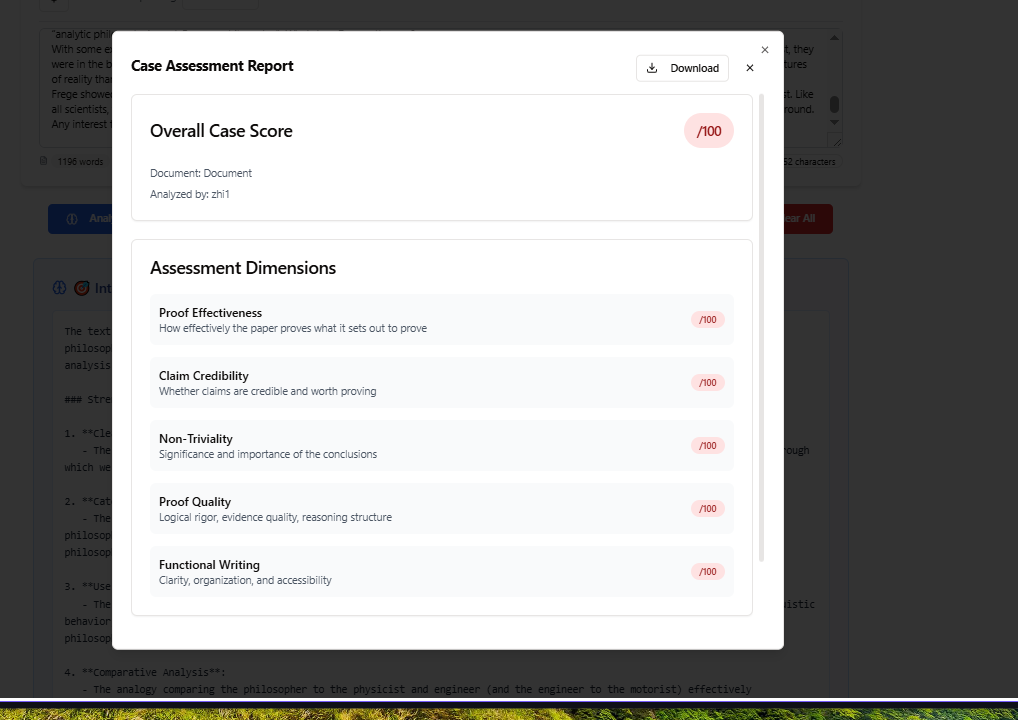 "analytic phil
With some e
were in the b
of reality tha
Frege showe
all scientists,
Any interest t
t, they
tures
st. Like
round.
1196 words
52 characters
Anal
ear All
Case Assessment Report
Download
Overall Case Score
/100
Document: Document
Analyzed by: zhi1
Assessment Dimensions
Proof Effectiveness
How effectively the paper proves what it sets out to prove
/100
Claim Credibility
Whether claims are credible and worth proving
/100
Non-Triviality
Significance and importance of the conclusions
/100
Proof Quality
Logical rigor, evidence quality, reasoning structure
/100
Functional Writing
Clarity, organization, and accessibility
/100
Int
The text
philosop
analysis
### Stre
1. **Cle
- The
rough
which we
2. **Cat
- The
philosop
philosop
3. **Use
- The
uistic
behavior
philosop
4. **Comparative Analysis**:
- The analogy comparing the philosopher to the physicist and engineer (and the engineer to the motorist) effectively